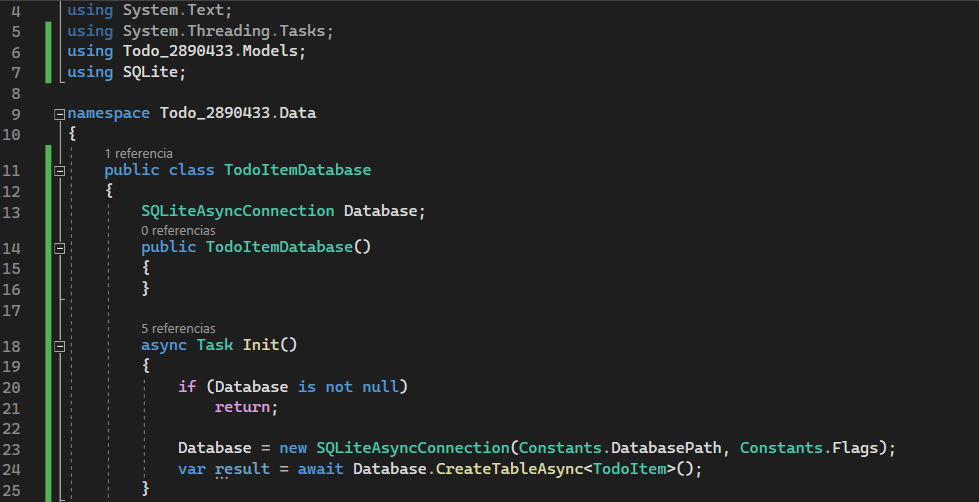 4 using System.Text;
5 using System.Threading.Tasks;
6 using Todo_2890433.Models;
7 using SQLite;
8
9 namespace Todo_2890433.Data
10 {
1 referencia
11 public class TodoItemDatabase
12 {
13 SQLiteAsyncConnection Database;
0 referencias
14 public TodoItemDatabase()
15 {
16 }
17
5 referencias
18 async Task Init()
19 {
20 if (Database is not null)
21 return;
22
23 Database = new SQLiteAsyncConnection(Constants.DatabasePath, Constants.Flags);
24 var result = await Database.CreateTableAsync<TodoItem>();
25 }